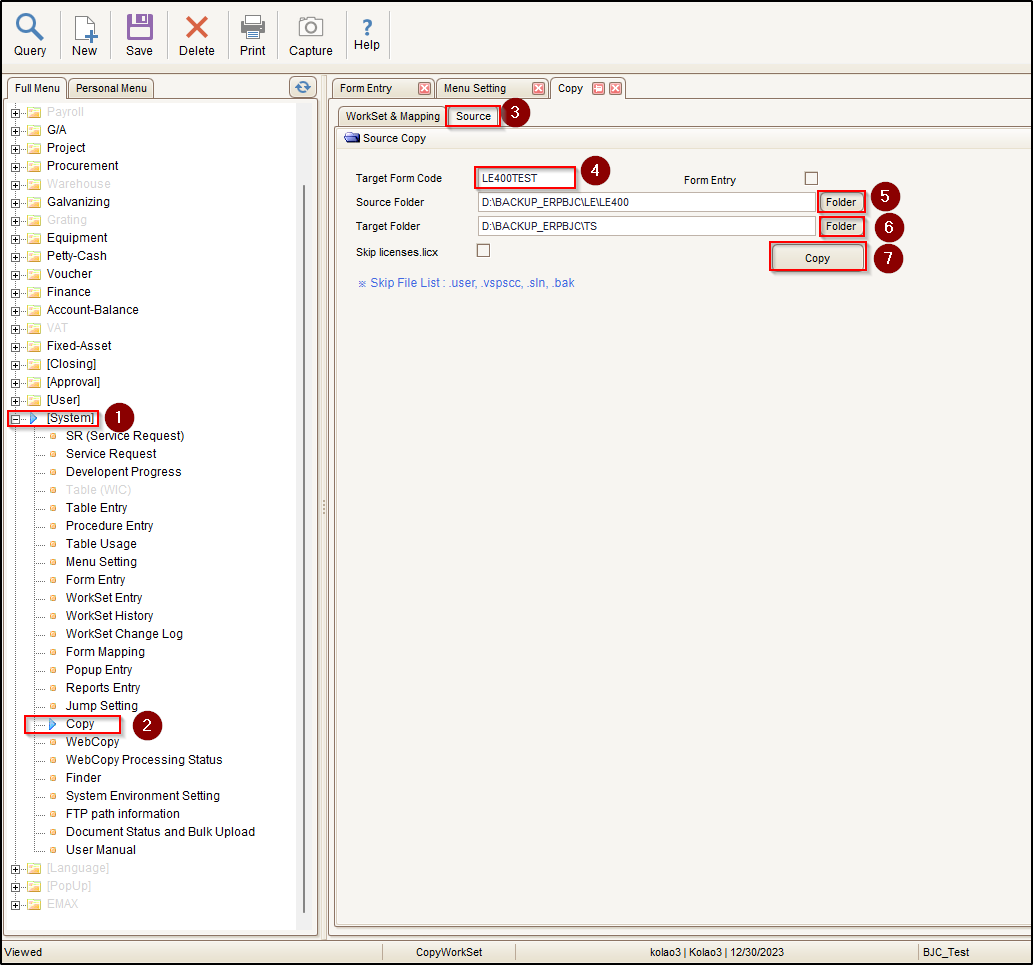 Query New Save Delete Print Capture Help
Full Menu Personal Menu
Form Entry Menu Setting Copy
WorkSet & Mapping Source 3
Source Copy
Target Form Code LE400TEST 4 Form Entry
Source Folder D:\BACKUP_ERPBJC\LE\LE400 Folder 5
Target Folder D:\BACKUP_ERPBJC\TS Folder 6
Skip licenses.licx Copy 7
※ Skip File List : .user, .vspscc, .sln, .bak
Payroll
G/A
Project
Procurement
Warehouse
Galvanizing
Grating
Equipment
Petty-Cash
Voucher
Finance
Account-Balance
VAT
Fixed-Asset
[Closing]
[Approval]
[User]
[System] 1
SR (Service Request)
Service Request
Developent Progress
Table (WIC)
Table Entry
Procedure Entry
Table Usage
Menu Setting
Form Entry
WorkSet Entry
WorkSet History
WorkSet Change Log
Form Mapping
Popup Entry
Reports Entry
Jump Setting
Copy 2
WebCopy
WebCopy Processing Status
Finder
System Environment Setting
FTP path information
Document Status and Bulk Upload
User Manual
[Language]
[PopUp]
EMAX
Viewed CopyWorkSet kolao3 | Kolao3 | 12/30/2023 BJC_Test